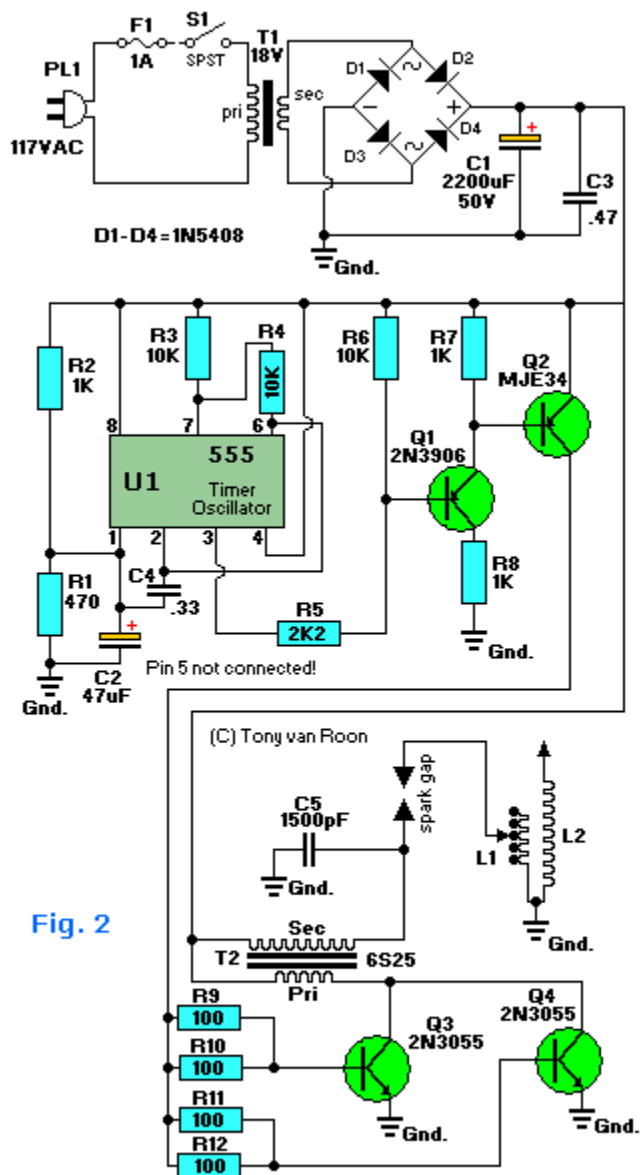 F1
1A
S1
SPST
T1
18V
PL1
117VAC
pri
sec
D1
D2
D3
D4
~
~
−
+
+
C1
2200uF
50V
C3
.47
D1-D4=1N5408
Gnd.
R2
1K
R3
10K
R4
10K
R6
10K
R7
1K
Q2
MJE34
Q1
2N3906
8
7
6
555
U1
Timer
Oscillator
1
2
3
4
R1
470
C4
.33
R5
2K2
R8
1K
+
C2
47uF
Pin 5 not connected!
Gnd.
Gnd.
(C) Tony van Roon
spark gap
C5
1500pF
L1
L2
Gnd.
Gnd.
Fig. 2
Sec
T2
6S25
Pri
R9
100
R10
100
R11
100
R12
100
Q3
2N3055
Q4
2N3055
Gnd.
Gnd.